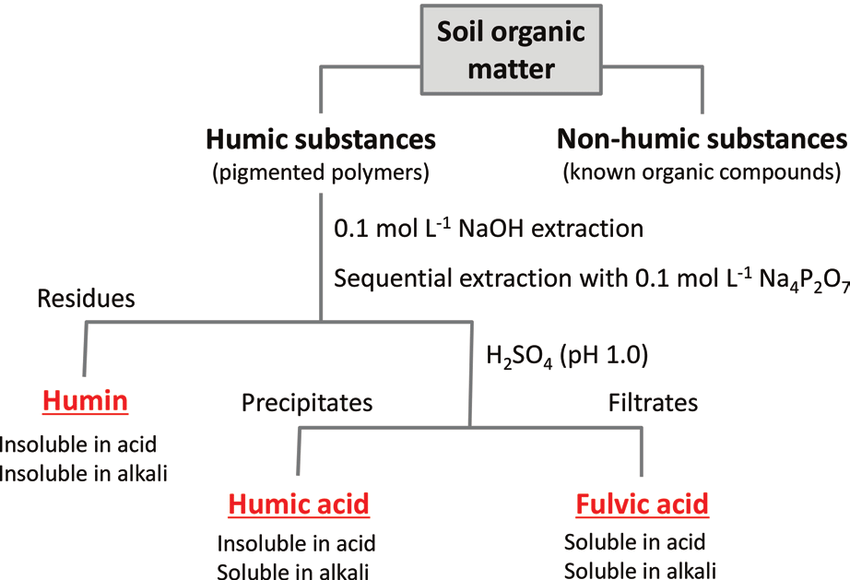 Soil organic
matter
Humic substances
(pigmented polymers)
Non-humic substances
(known organic compounds)
0.1 mol L⁻¹ NaOH extraction
Sequential extraction with 0.1 mol L⁻¹ Na₄P₂O₇
Residues
H₂SO₄ (pH 1.0)
Humin
Insoluble in acid
Insoluble in alkali
Precipitates
Filtrates
Humic acid
Insoluble in acid
Soluble in alkali
Fulvic acid
Soluble in acid
Soluble in alkali